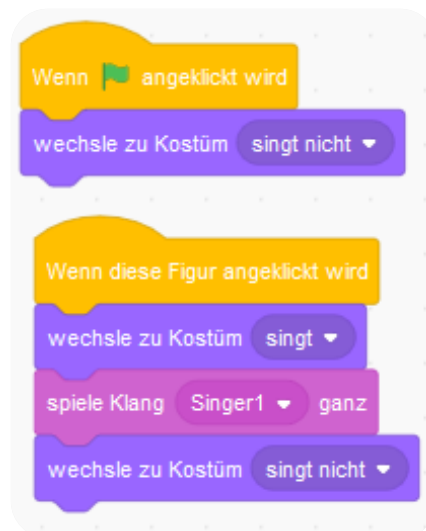 Wenn angeklickt wird
wechsle zu Kostüm singt nicht
Wenn diese Figur angeklickt wird
wechsle zu Kostüm singt
spiele Klang Singer1 ganz
wechsle zu Kostüm singt nicht